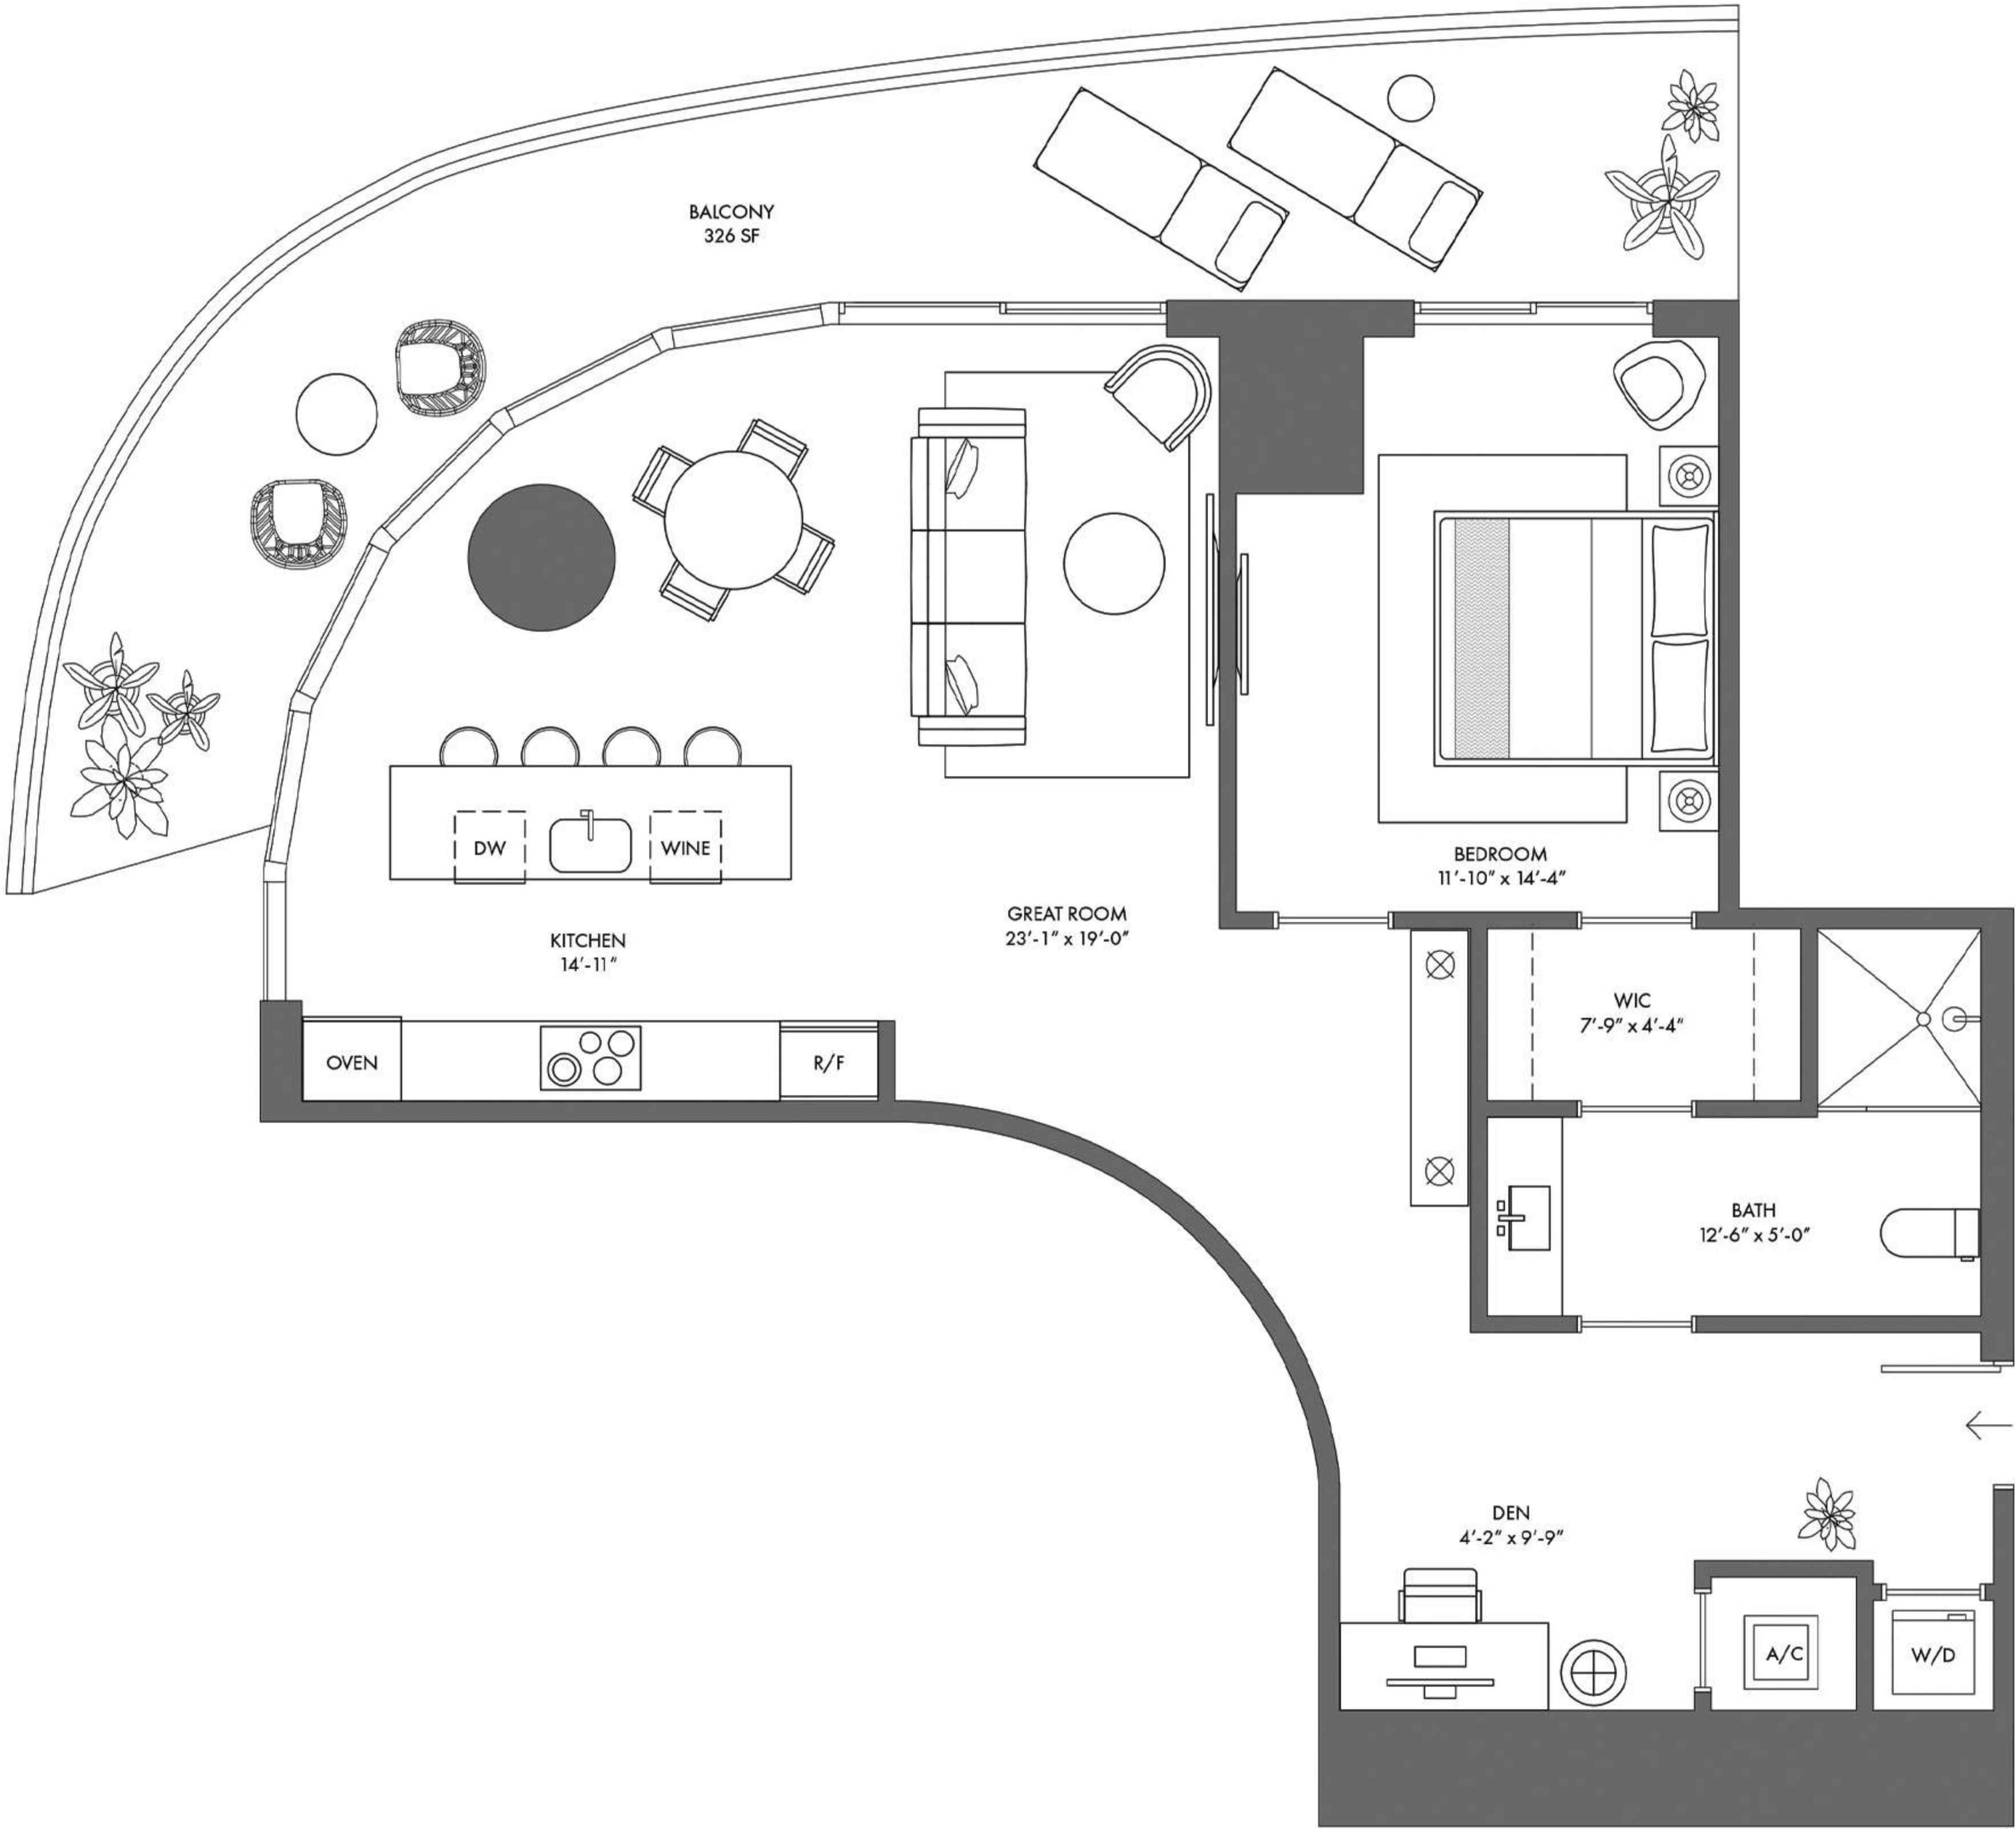 BALCONY
326 SF
DW
WINE
BEDROOM
11'-10" x 14'-4"
GREAT ROOM
23'-1" x 19'-0"
KITCHEN
14'-11"
WIC
7'-9" x 4'-4"
OVEN
R/F
BATH
12'-6" x 5'-0"
DEN
4'-2" x 9'-9"
A/C
W/D